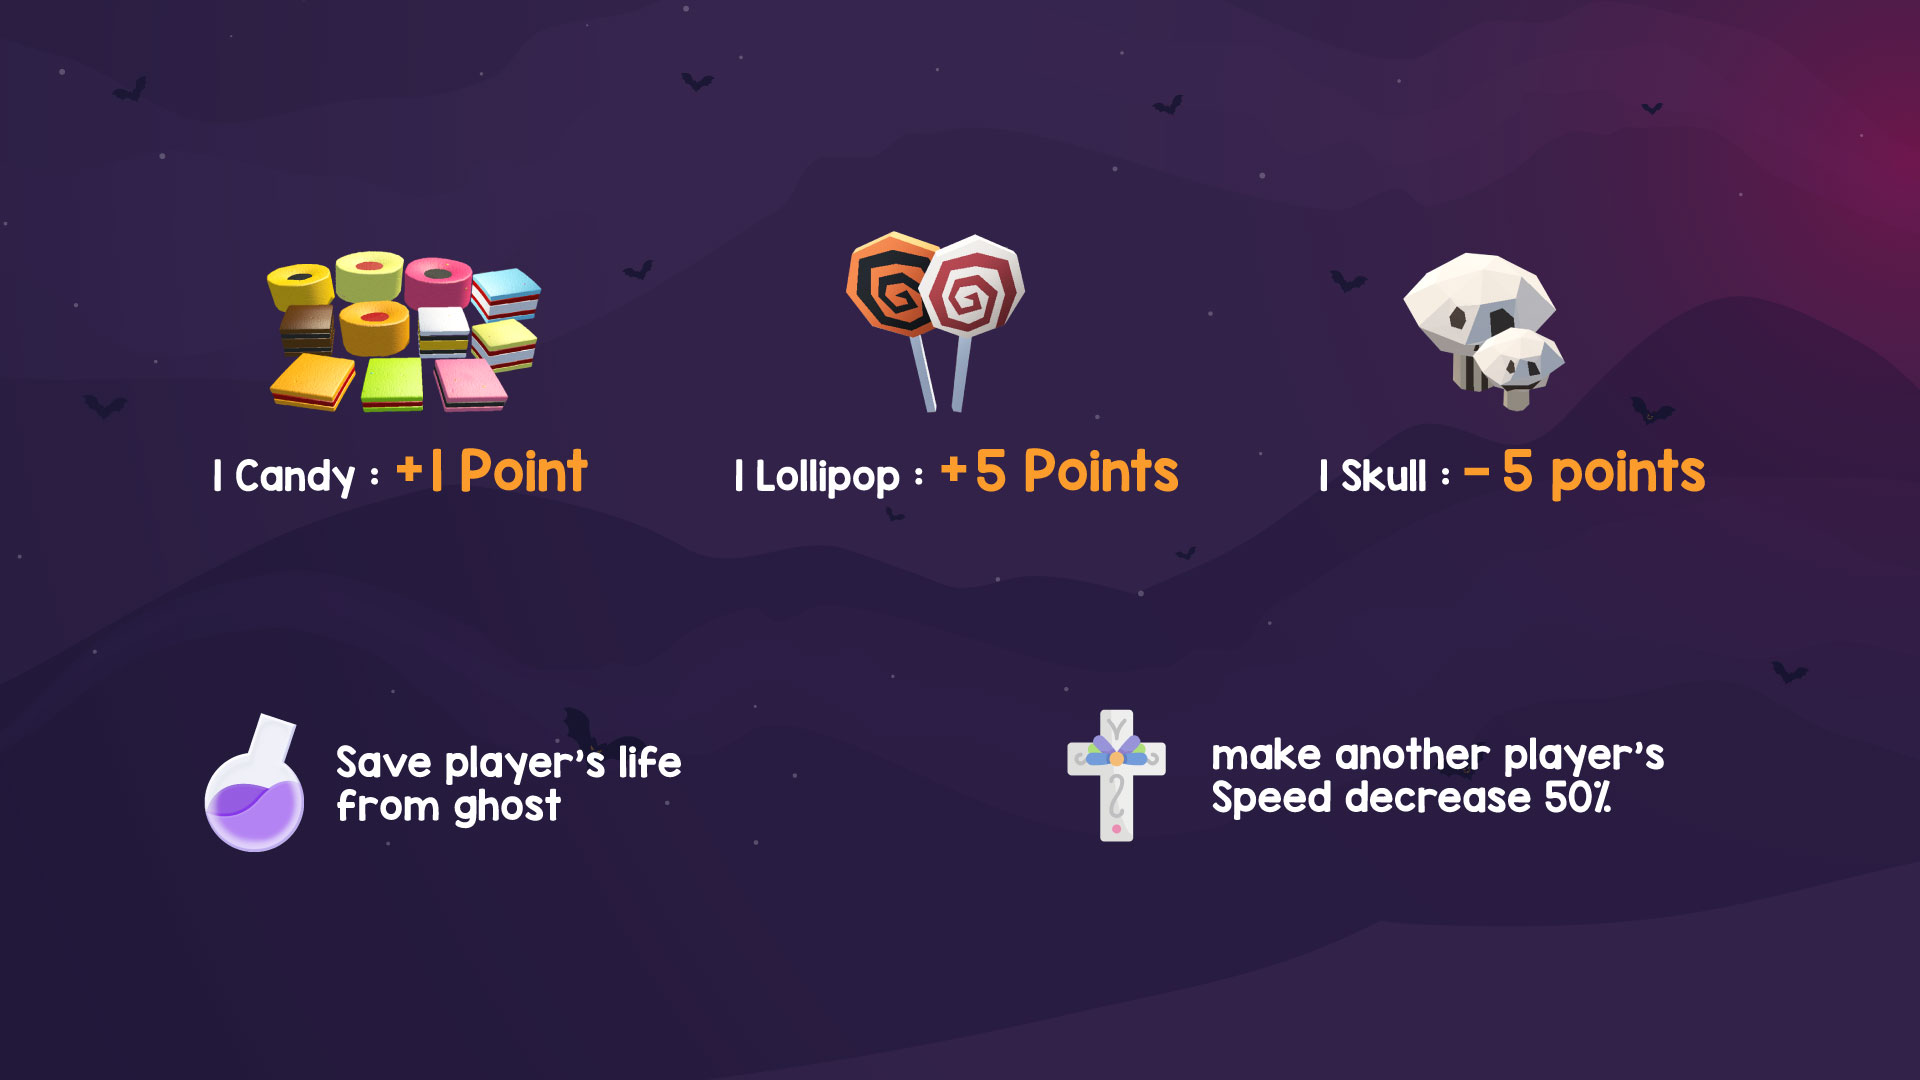 1 Candy : +1 Point
1 Lollipop : +5 Points
1 Skull : - 5 points
Save player's life
from ghost
make another player's
Speed decrease 50%